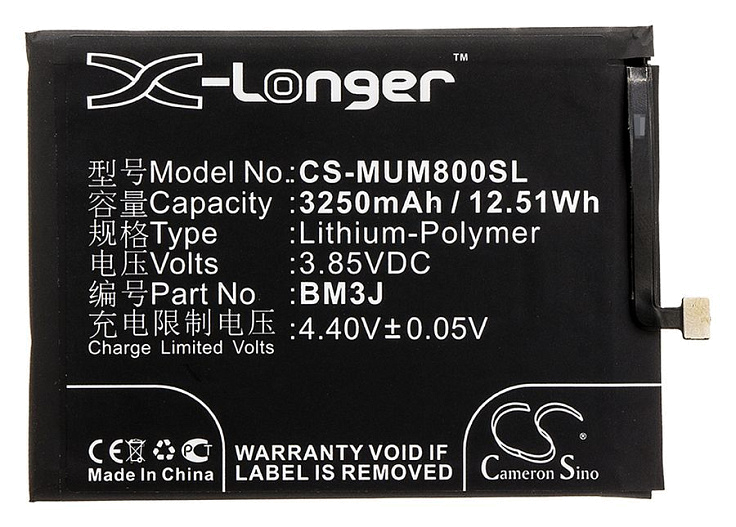 X-Longer™
型号Model No.:CS-MUM800SL
容量Capacity :3250mAh / 12.51Wh
规格Type :Lithium-Polymer
电压Volts :3.85VDC
编号Part No :BM3J
充电限制电压 :4.40V±0.05V
Charge Limited Volts
CE PCT
Made In China
WARRANTY VOID IF
LABEL IS REMOVED
CS®
Cameron Sino